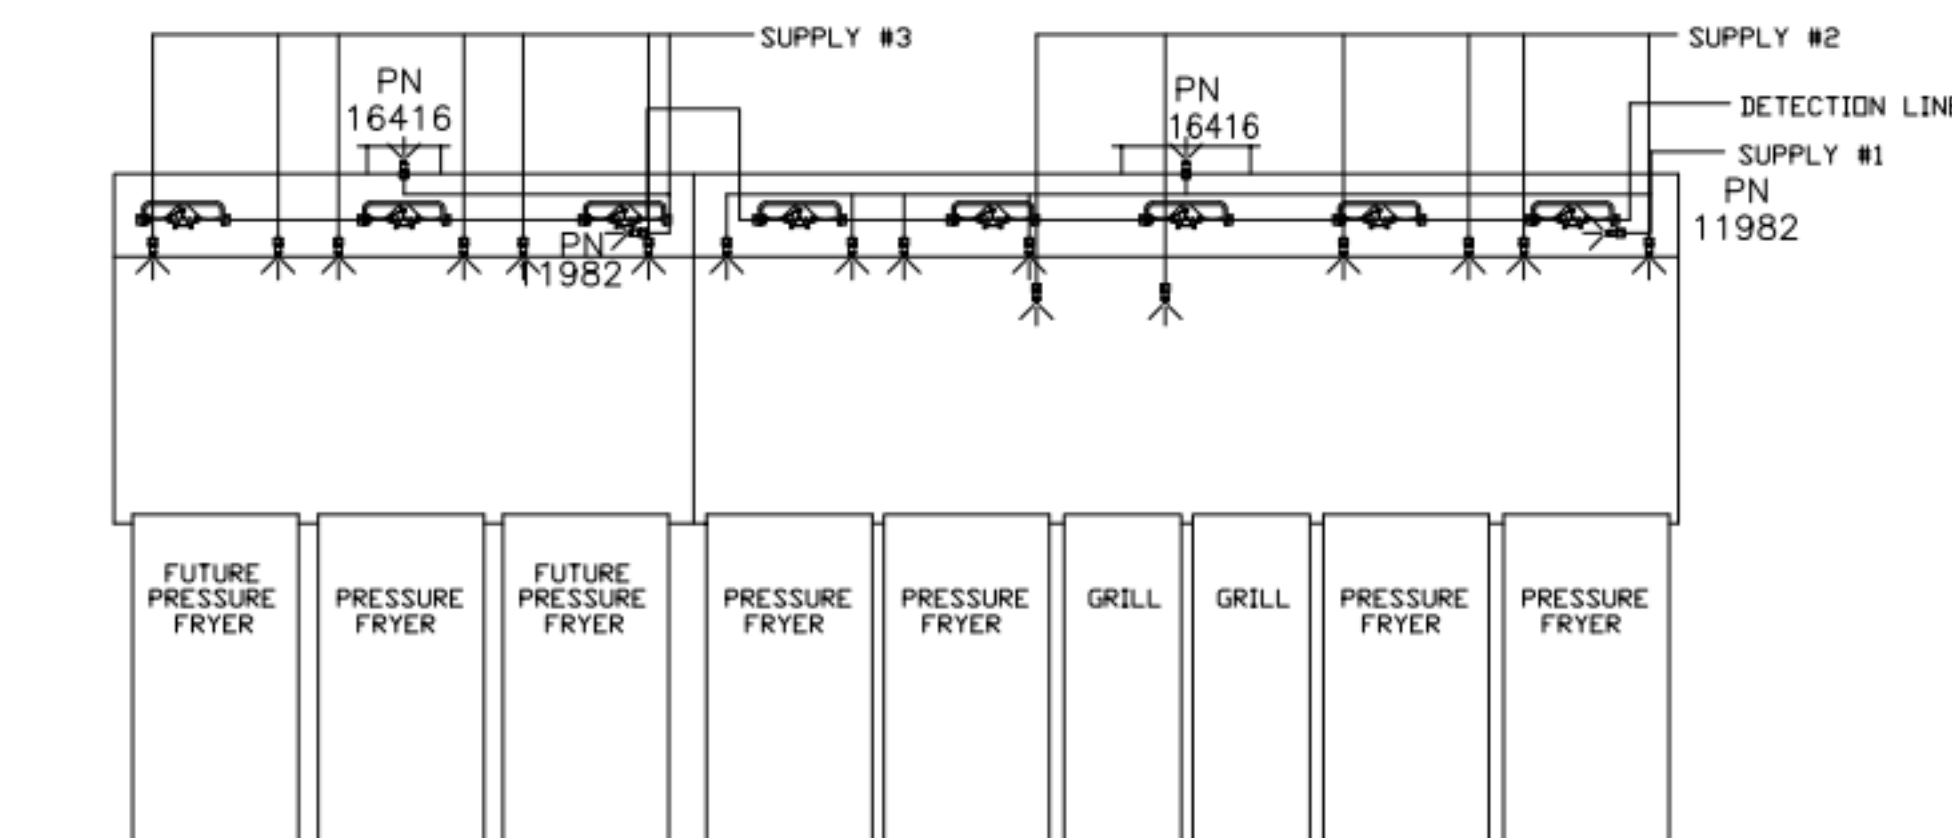 SUPPLY #3
SUPPLY #2
PN
16416
PN
16416
DETECTION LINE
SUPPLY #1
PN
11982
PN
1982
FUTURE
PRESSURE
FRYER
PRESSURE
FRYER
FUTURE
PRESSURE
FRYER
PRESSURE
FRYER
PRESSURE
FRYER
GRILL
GRILL
PRESSURE
FRYER
PRESSURE
FRYER